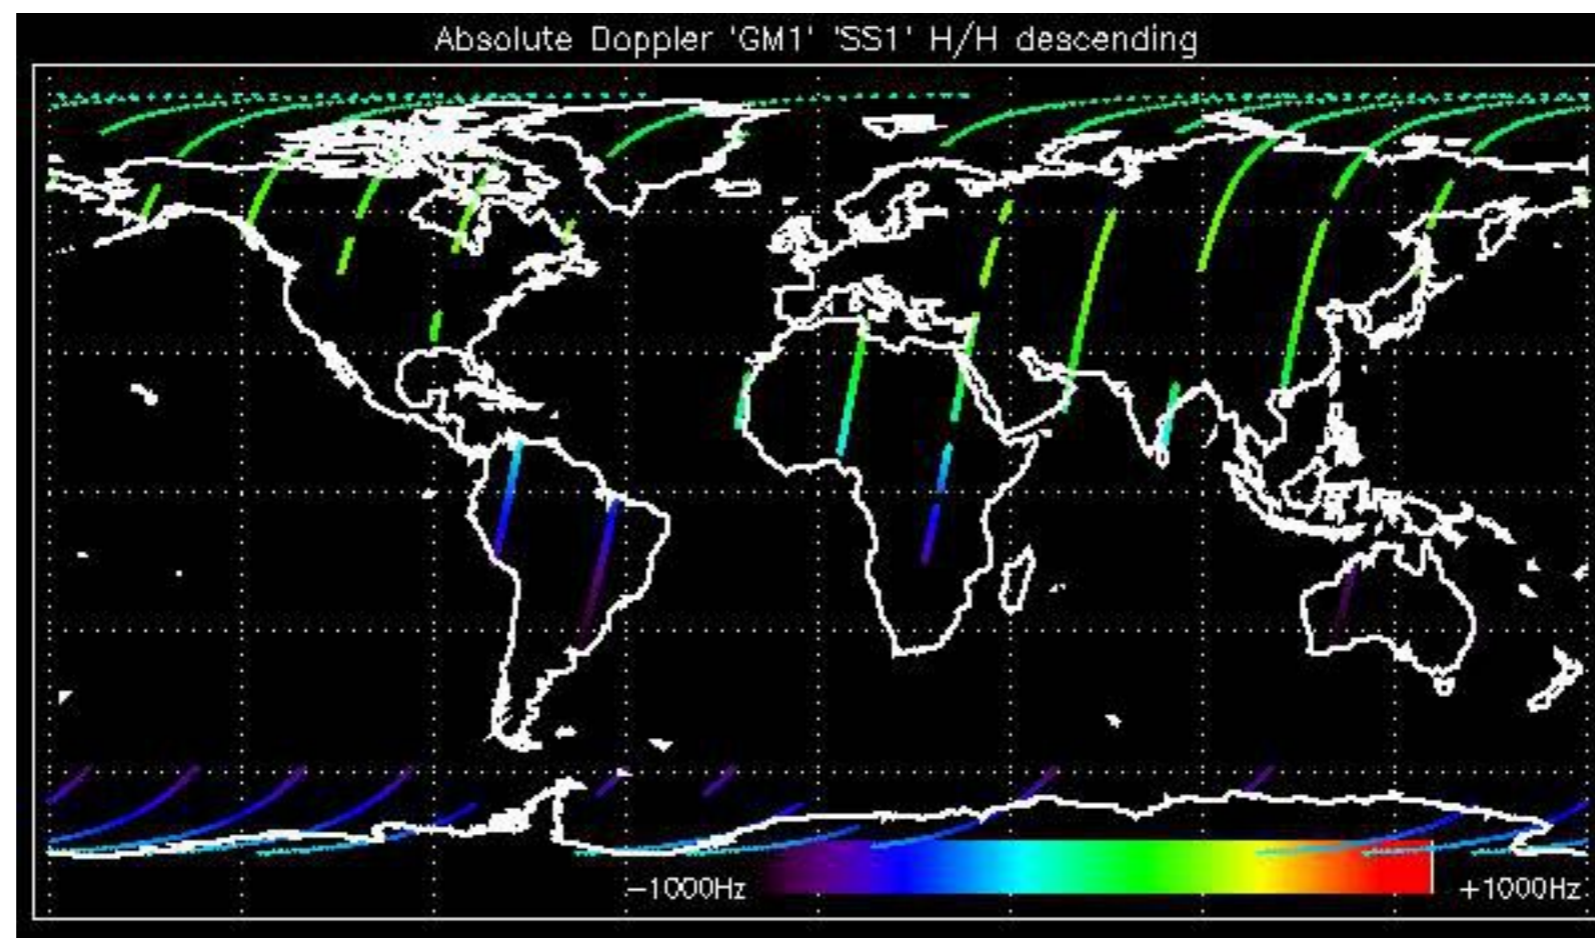 Absolute Doppler 'GM1' 'SS1' H/H descending
−1000Hz
+1000Hz